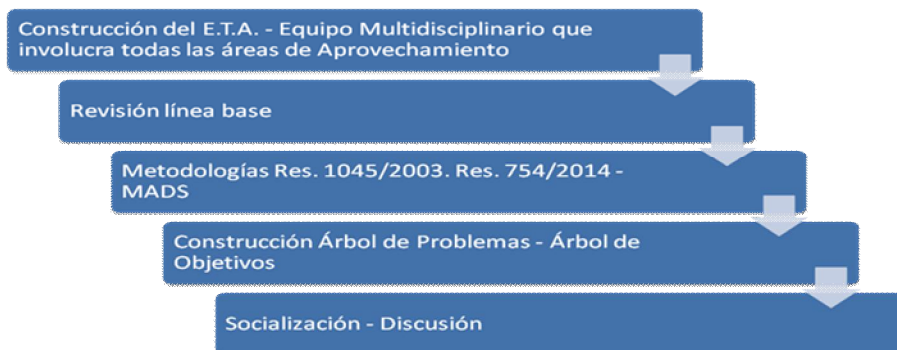 Construcción del E.T.A. - Equipo Multidisciplinario que
involucra todas las áreas de Aprovechamiento
Revisión línea base
Metodologías Res. 1045/2003. Res. 754/2014 -
MADS
Construcción Árbol de Problemas - Árbol de
Objetivos
Socialización - Discusión